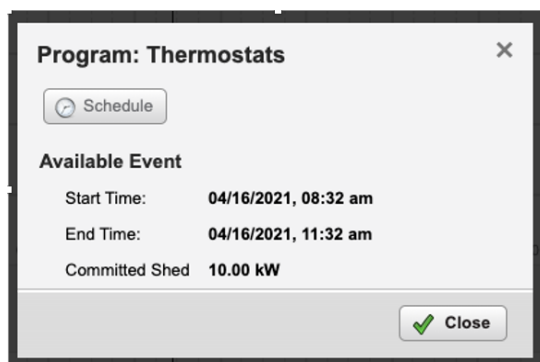 Program: Thermostats
Schedule
Available Event
Start Time: 04/16/2021, 08:32 am
End Time: 04/16/2021, 11:32 am
Committed Shed 10.00 kW
Close